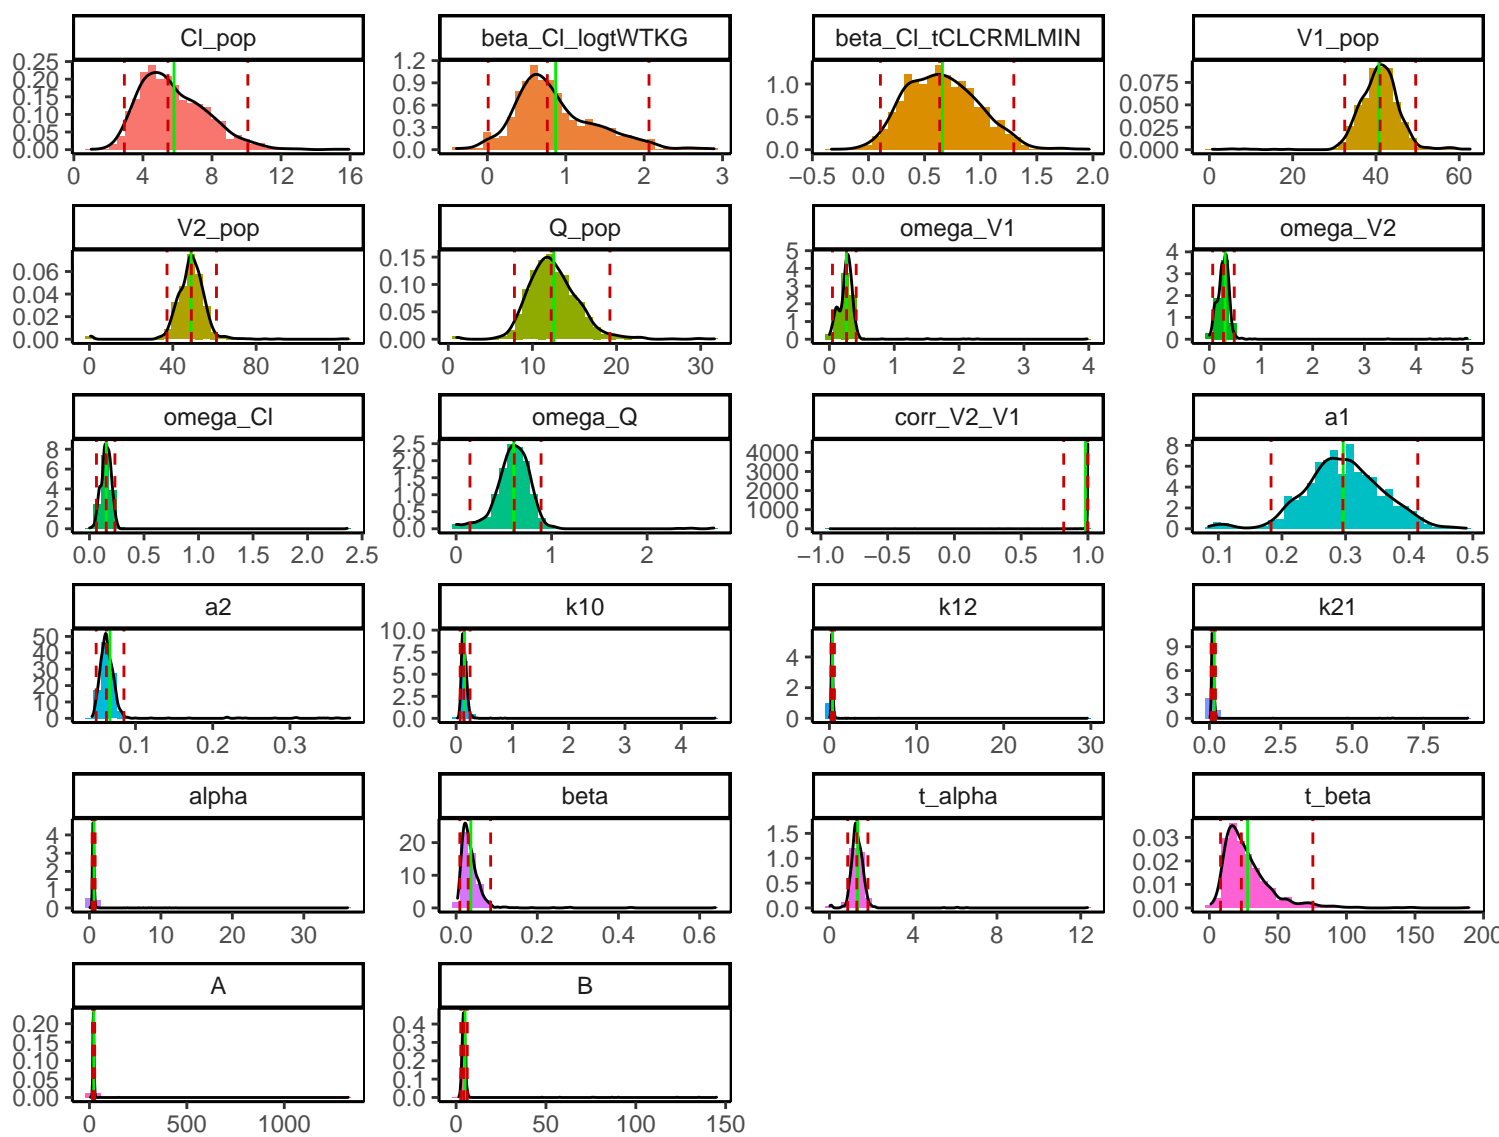 Cl_pop
beta_Cl_logtWTKG
beta_Cl_tCLCRMLMIN
V1_pop
0.25
0.20
0.15
0.10
0.05
0.00
0 4 8 12 16
1.2
0.9
0.6
0.3
0.0
0 1 2 3
1.0
0.5
0.0
−0.5 0.0 0.5 1.0 1.5 2.0
0.075
0.050
0.025
0.000
0 20 40 60
V2_pop
Q_pop
omega_V1
omega_V2
0.06
0.04
0.02
0.00
0 40 80 120
0.15
0.10
0.05
0.00
0 10 20 30
5
4
3
2
1
0
0 1 2 3 4
4
3
2
1
0
0 1 2 3 4 5
omega_Cl
omega_Q
corr_V2_V1
a1
8
6
4
2
0
0.0 0.5 1.0 1.5 2.0 2.5
2.5
2.0
1.5
1.0
0.5
0.0
0 1 2
4000
3000
2000
1000
0
−1.0 −0.5 0.0 0.5 1.0
8
6
4
2
0
0.1 0.2 0.3 0.4 0.5
a2
k10
k12
k21
50
40
30
20
10
0
0.1 0.2 0.3
10.0
7.5
5.0
2.5
0.0
0 1 2 3 4
4
2
0
0 10 20 30
9
6
3
0
0.0 2.5 5.0 7.5
alpha
beta
t_alpha
t_beta
4
3
2
1
0
0 10 20 30
20
10
0
0.0 0.2 0.4 0.6
1.5
1.0
0.5
0.0
0 4 8 12
0.03
0.02
0.01
0.00
0 50 100 150 200
A
B
0.20
0.15
0.10
0.05
0.00
0 500 1000
0.4
0.3
0.2
0.1
0.0
0 50 100 150